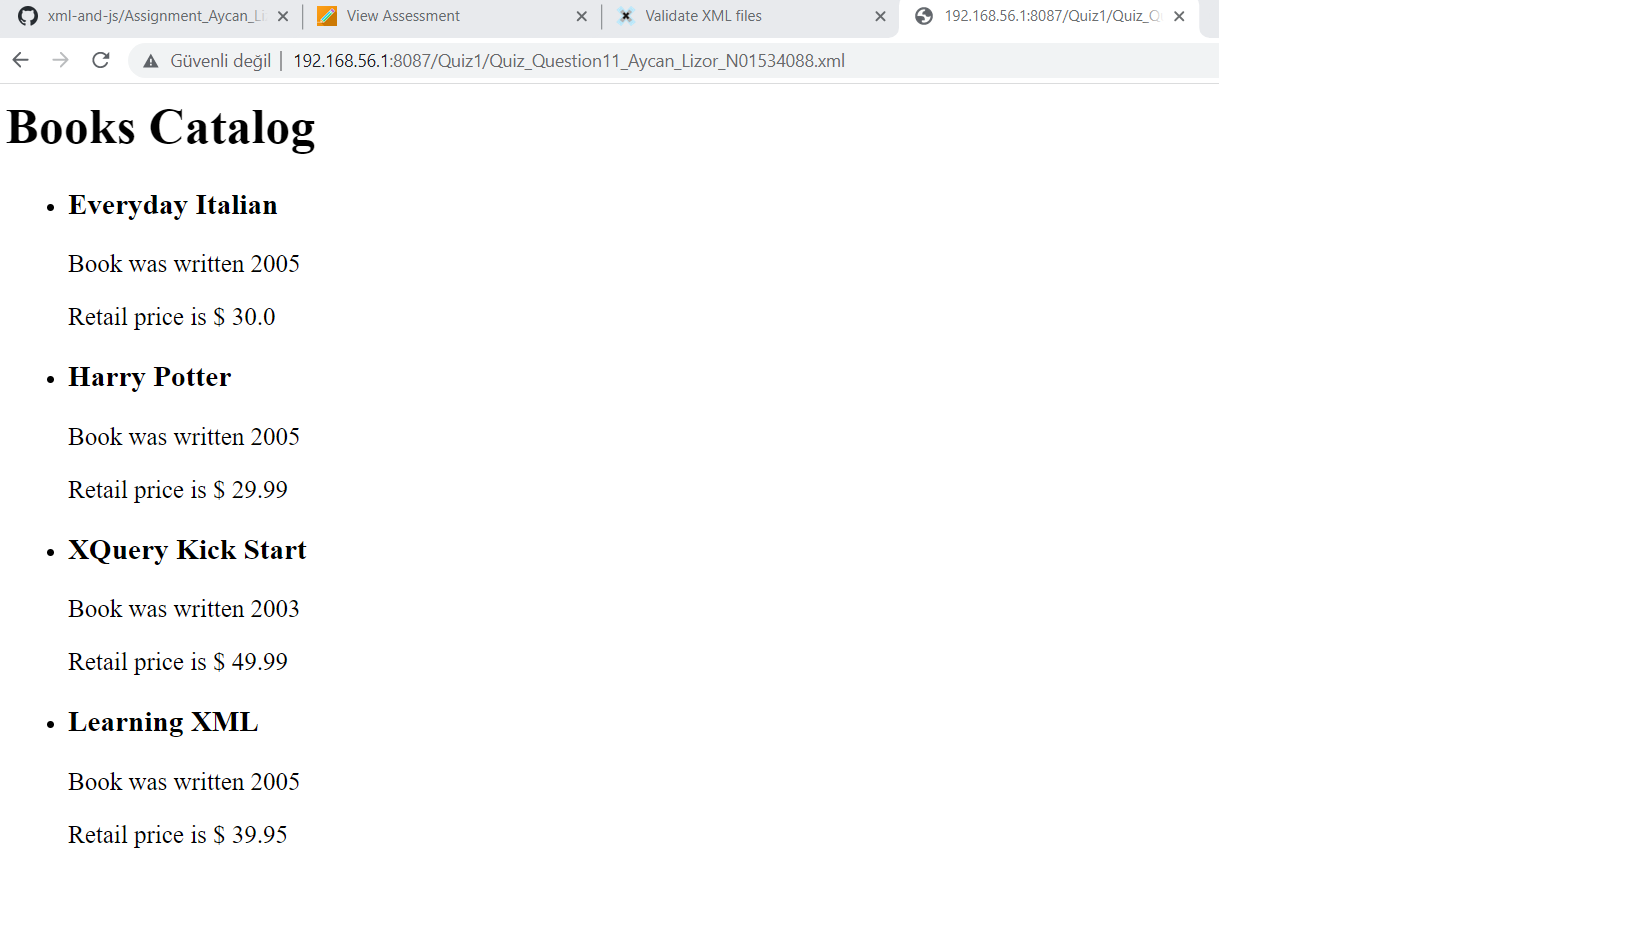 xml-and-js/Assignment_Aycan_Li
View Assessment
Validate XML files
192.168.56.1:8087/Quiz1/Quiz_Q
Güvenli değil | 192.168.56.1:8087/Quiz1/Quiz_Question11_Aycan_Lizor_N01534088.xml
Books Catalog
• Everyday Italian
Book was written 2005
Retail price is $ 30.0
• Harry Potter
Book was written 2005
Retail price is $ 29.99
• XQuery Kick Start
Book was written 2003
Retail price is $ 49.99
• Learning XML
Book was written 2005
Retail price is $ 39.95